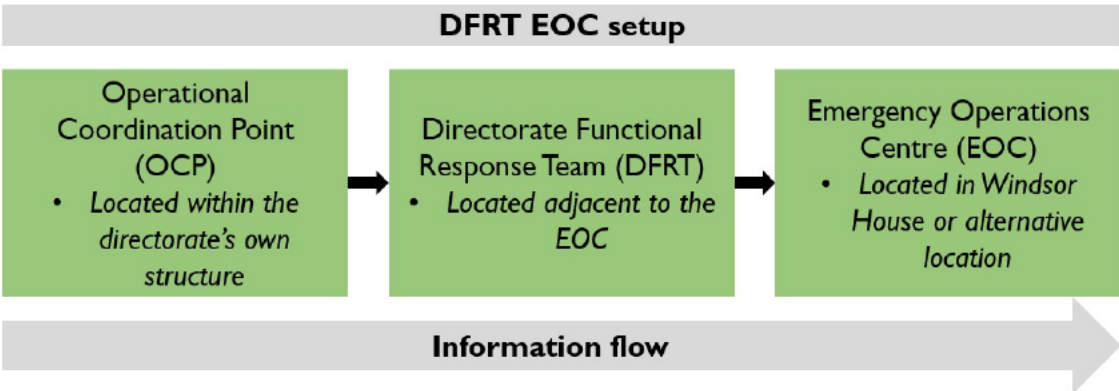 DFRT EOC setup
Operational
Coordination Point
(OCP)
• Located within the
directorate's own
structure
Directorate Functional
Response Team (DFRT)
• Located adjacent to the
EOC
Emergency Operations
Centre (EOC)
• Located in Windsor
House or alternative
location
Information flow